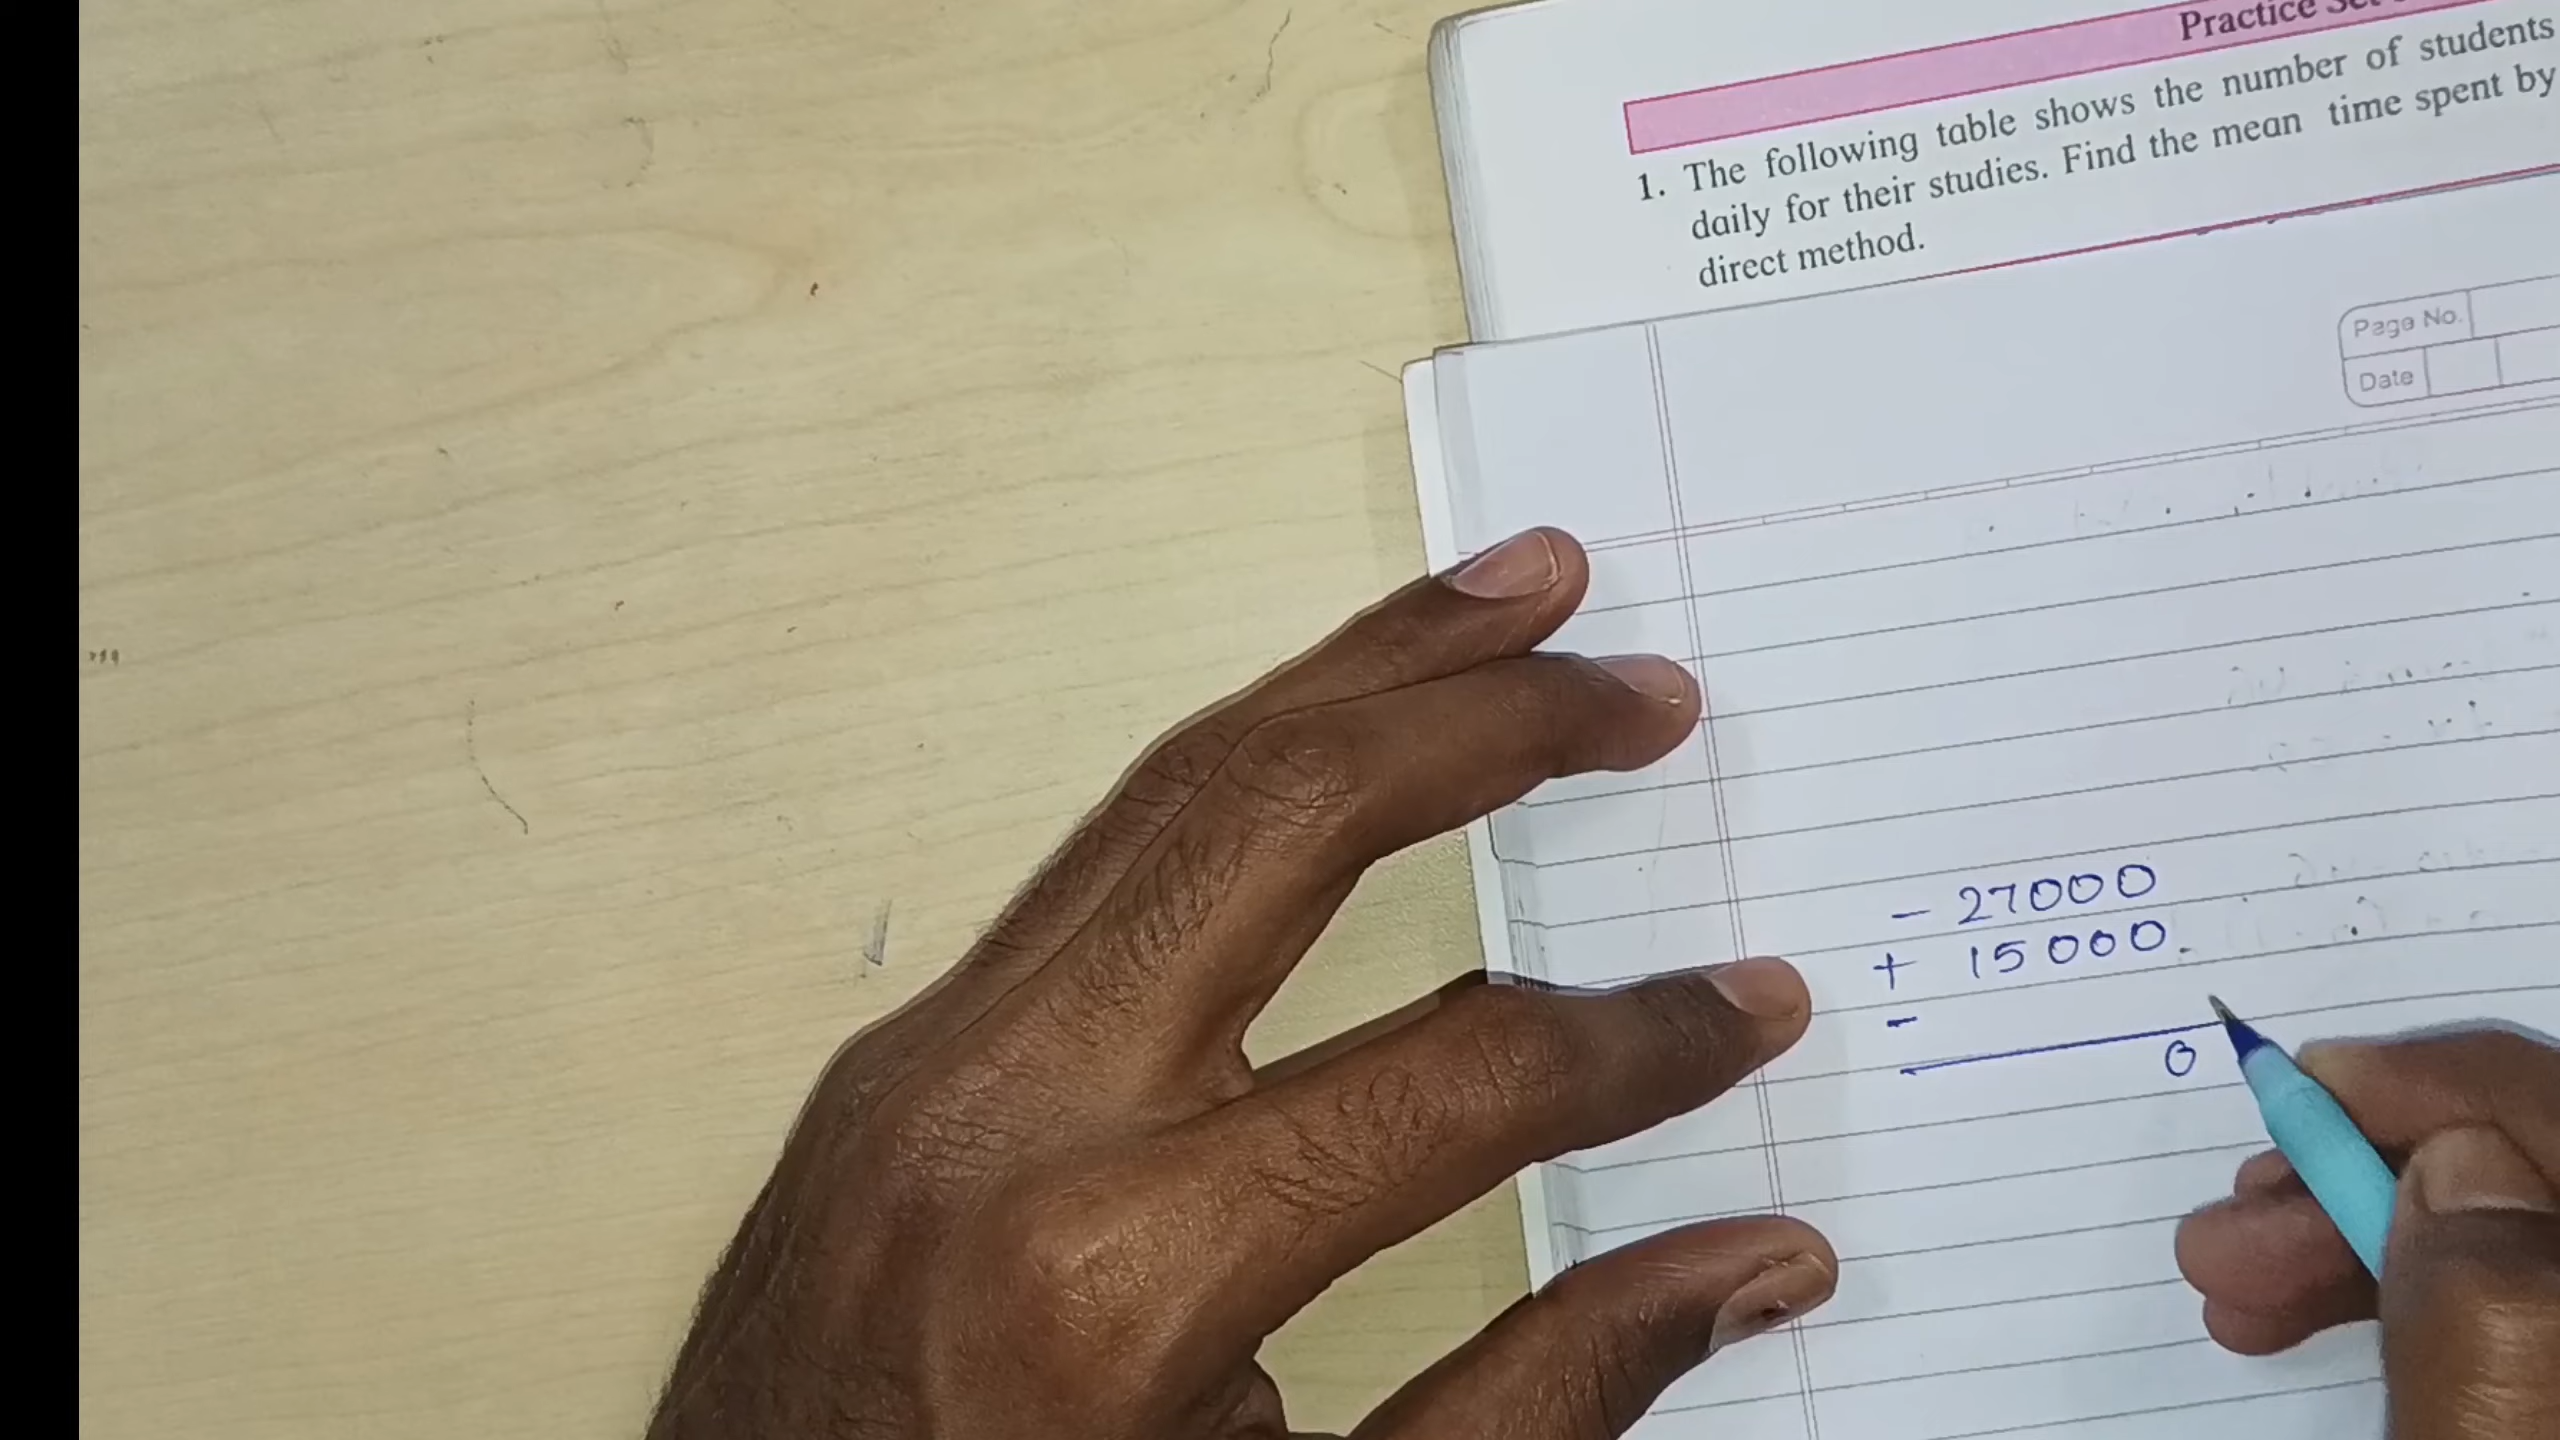 Practice Set
1. The following table shows the number of students
daily for their studies. Find the mean time spent by
direct method.
Page No.
Date
- 27000
+ 15000.
-
0